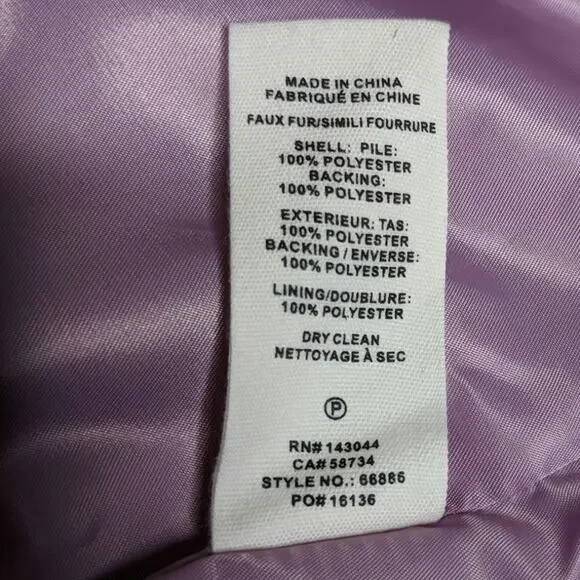 MADE IN CHINA
FABRIQUÉ EN CHINE
FAUX FUR/SIMILI FOURRURE
SHELL: PILE:
100% POLYESTER
BACKING:
100% POLYESTER
EXTERIEUR: TAS:
100% POLYESTER
BACKING/ENVERSE:
100% POLYESTER
LINING/DOUBLURE:
100% POLYESTER
DRY CLEAN
NETTOYAGE À SEC
P
RN# 143044
CA# 58734
STYLE NO.: 66886
PO# 16136